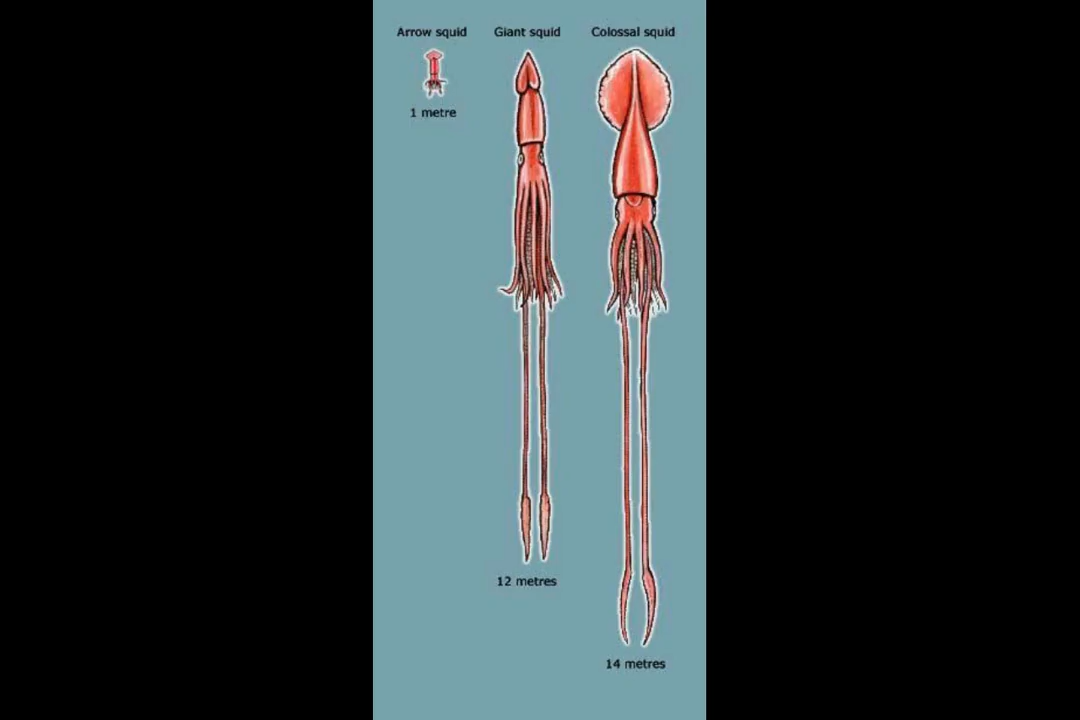 Arrow squid
Giant squid
Colossal squid
1 metre
12 metres
14 metres